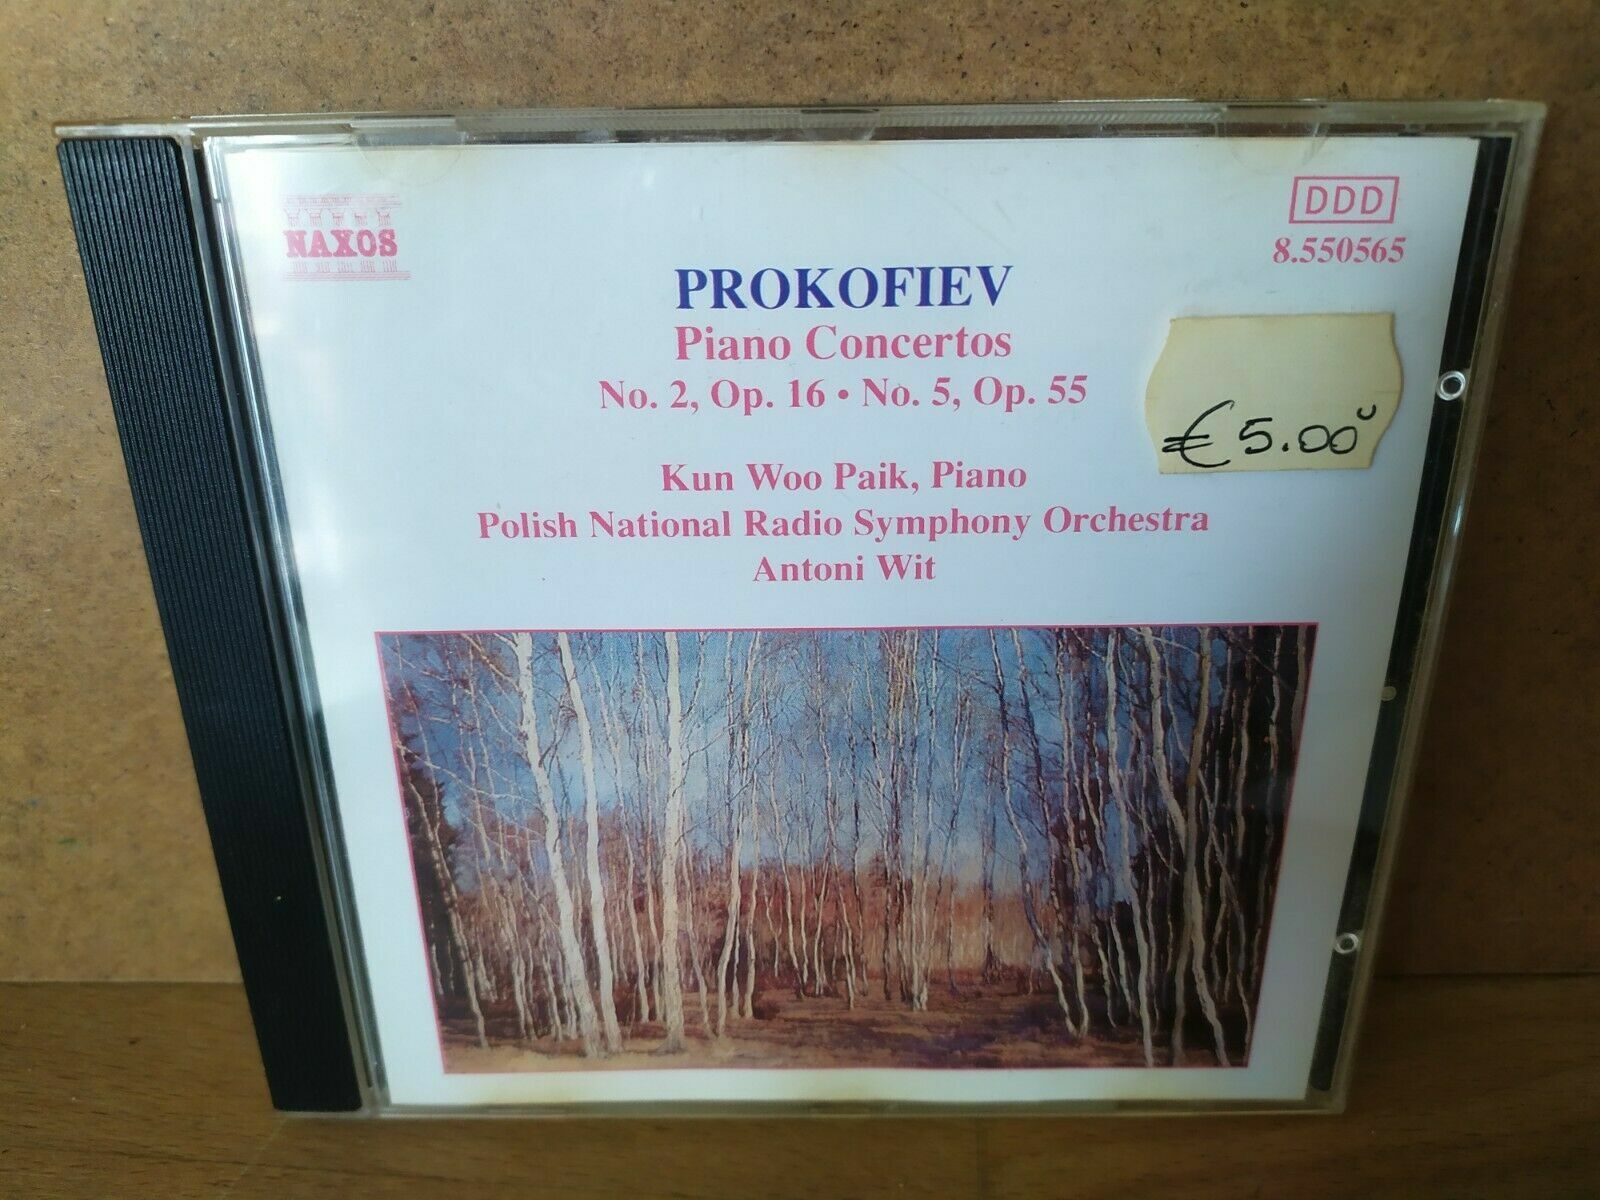 NAXOS
DDD
8.550565
PROKOFIEV
Piano Concertos
No. 2, Op. 16 • No. 5, Op. 55
€ 5.00
Kun Woo Paik, Piano
Polish National Radio Symphony Orchestra
Antoni Wit